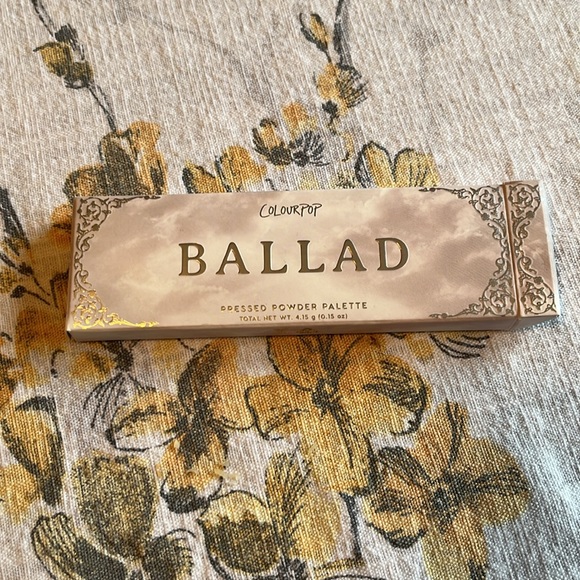 COLOURPOP
BALLAD
PRESSED POWDER PALETTE
TOTAL NET WT. 4.15 g (0.15 oz)